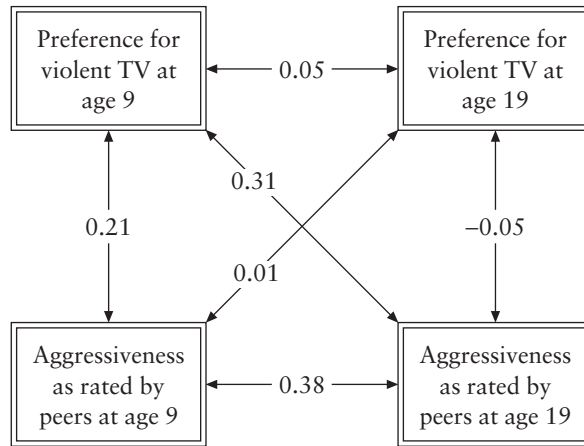 Preference for
violent TV at
age 9
0.05
Preference for
violent TV at
age 19
0.31
0.21
−0.05
0.01
Aggressiveness
as rated by
peers at age 9
0.38
Aggressiveness
as rated by
peers at age 19